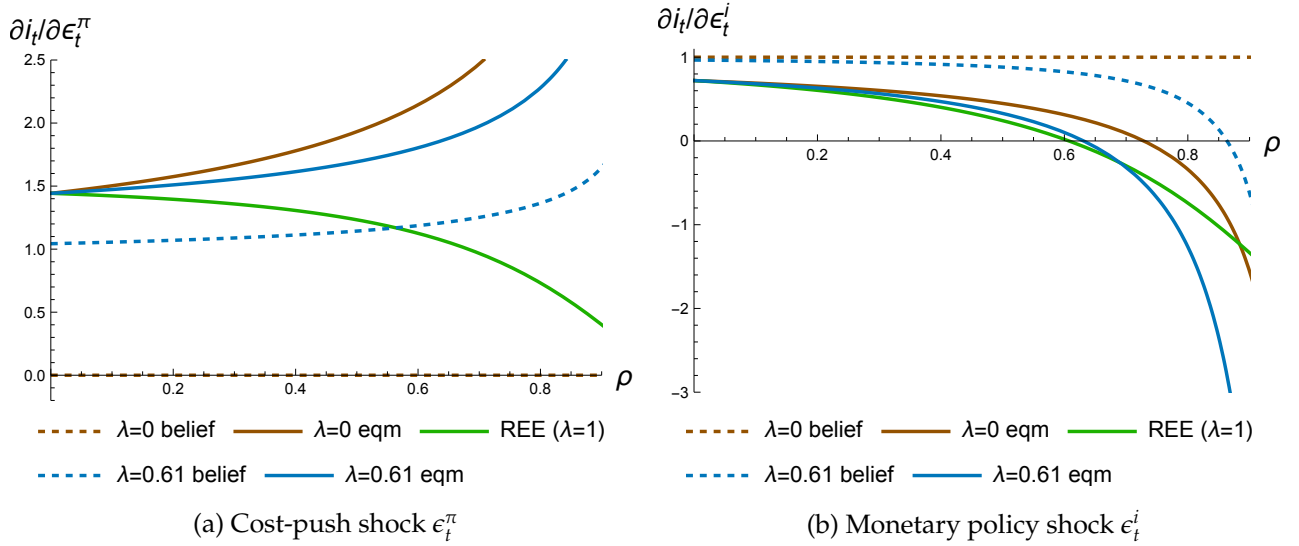 ∂i_t/∂ϵ_t^π
2.5
2.0
1.5
1.0
0.5
0.0
0.2 0.4 0.6 0.8
ρ
λ=0 belief λ=0 eqm REE (λ=1)
λ=0.61 belief λ=0.61 eqm
(a) Cost-push shock ϵ_t^π
∂i_t/∂ϵ_t^i
1
0
-1
-2
-3
0.2 0.4 0.6 0.8
ρ
λ=0 belief λ=0 eqm REE (λ=1)
λ=0.61 belief λ=0.61 eqm
(b) Monetary policy shock ϵ_t^i